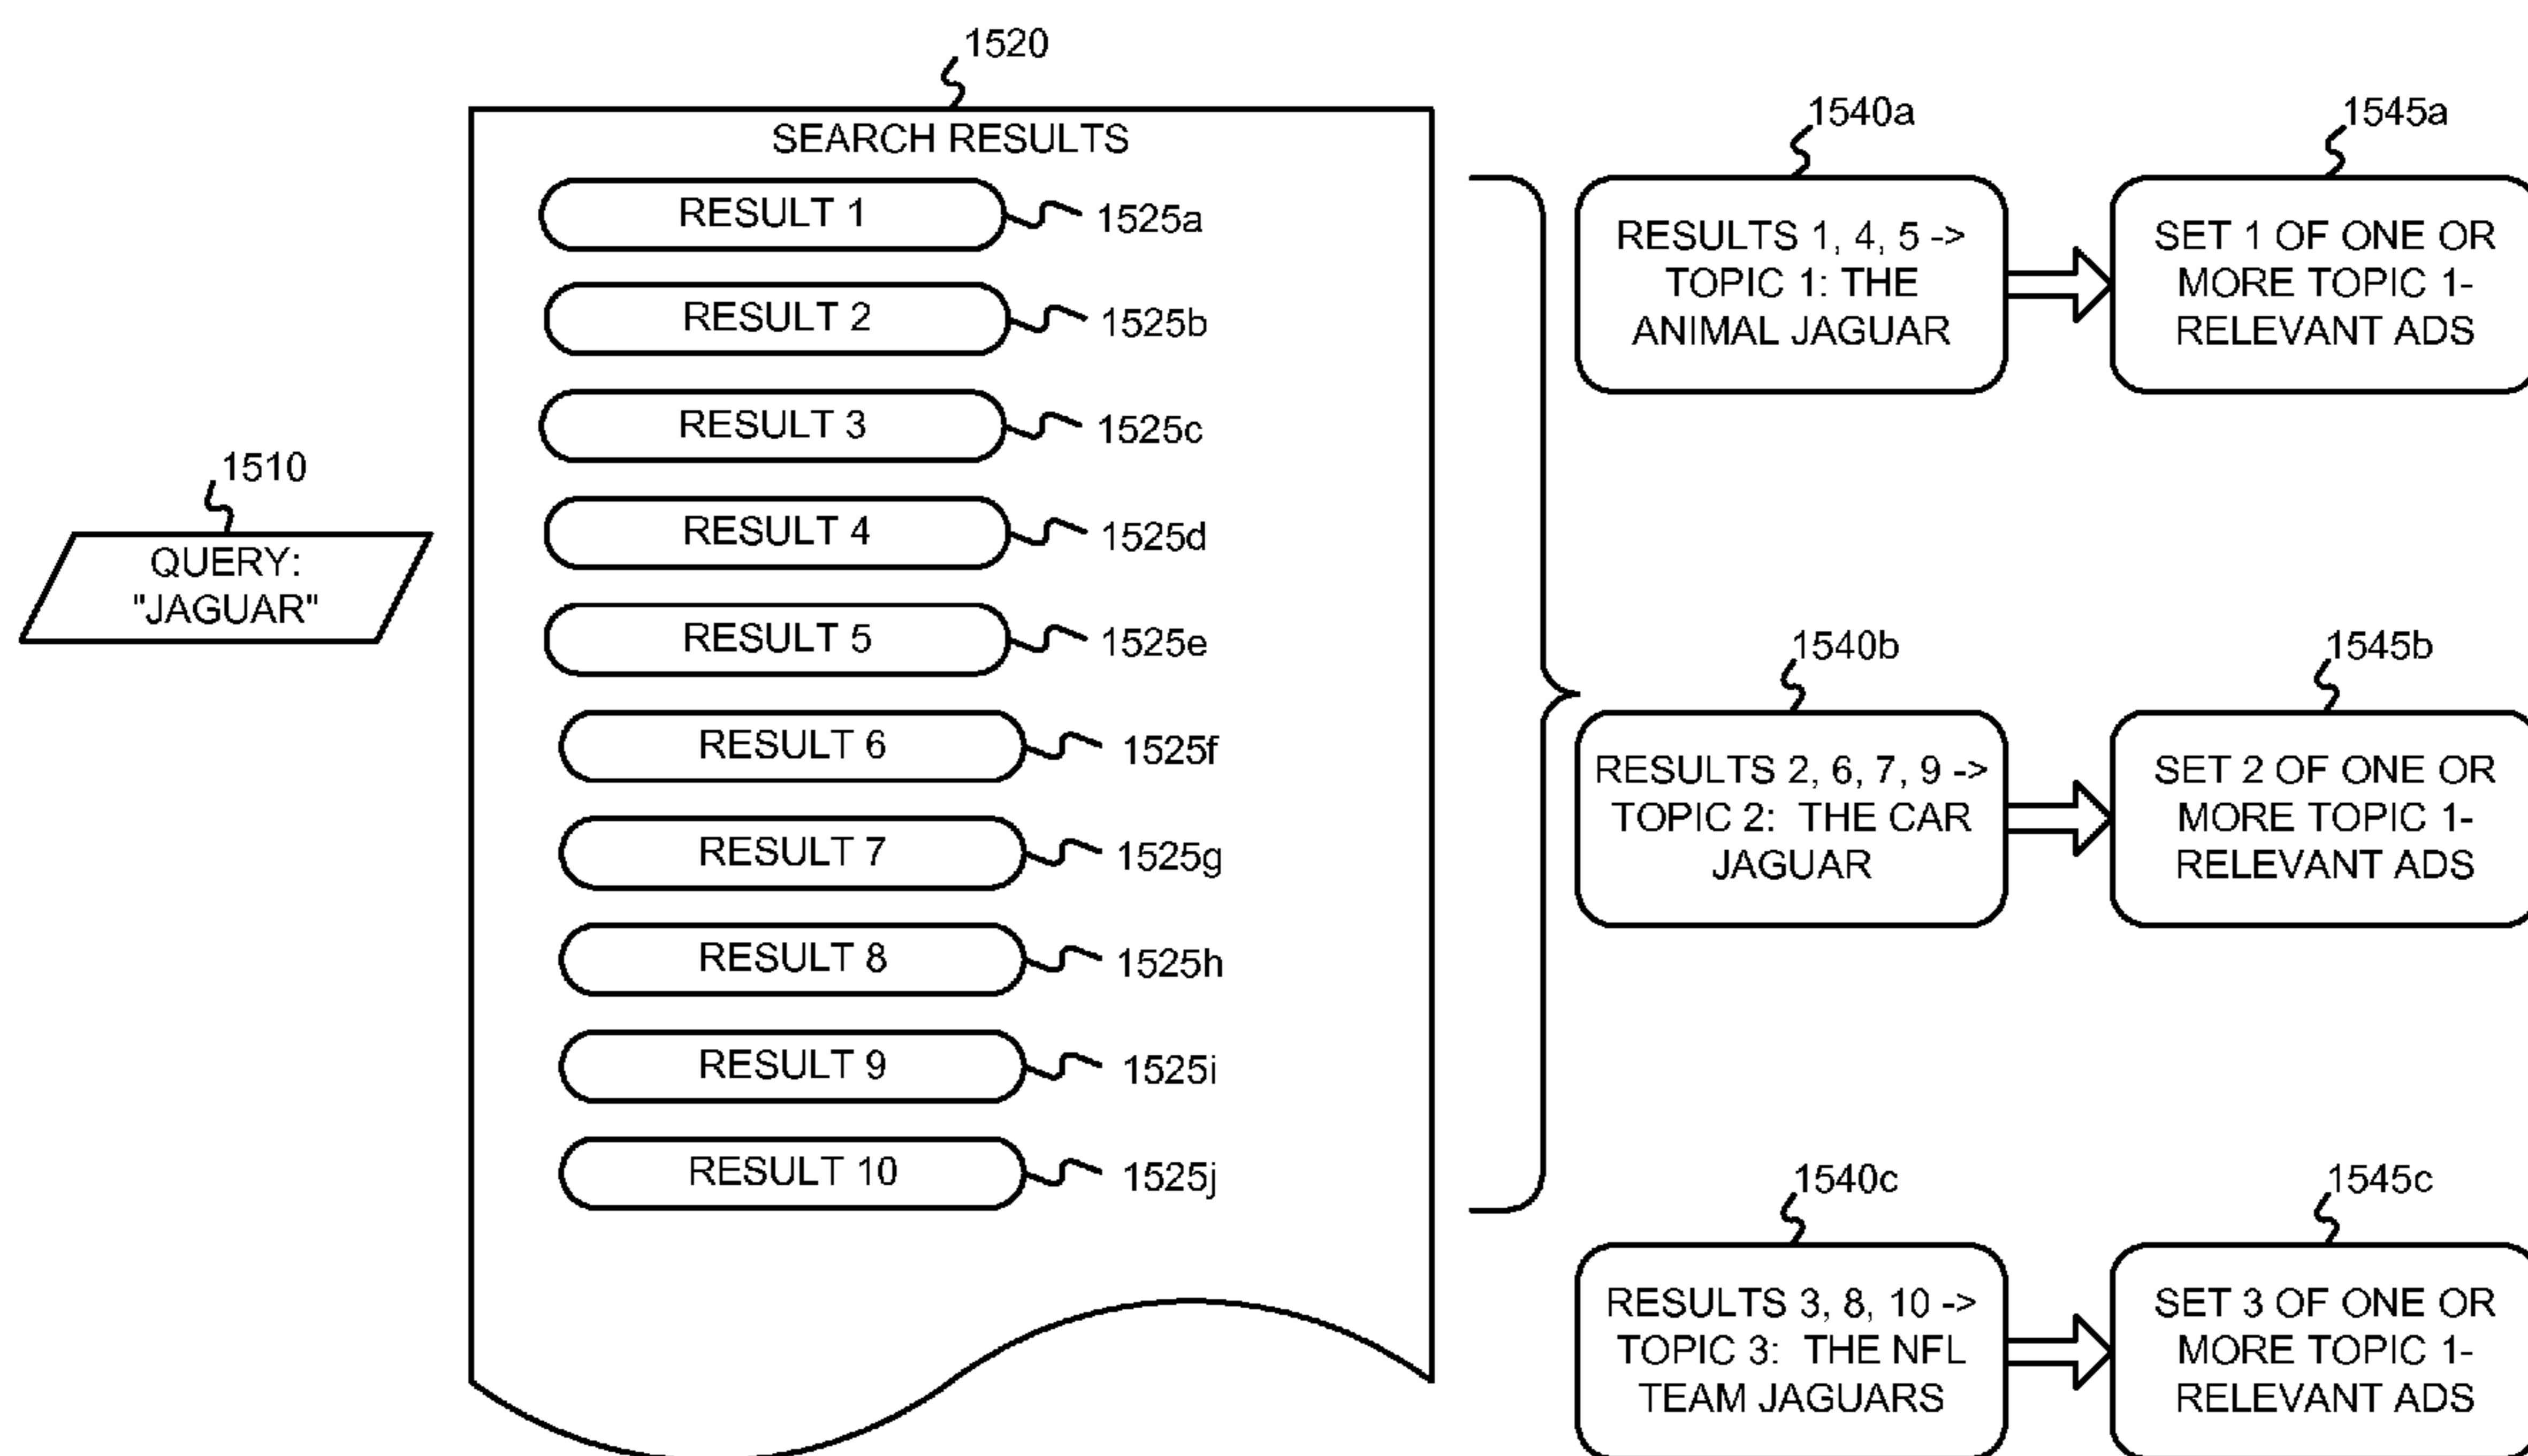 1510
QUERY:
"JAGUAR"
1520
SEARCH RESULTS
RESULT 1
1525a
RESULT 2
1525b
RESULT 3
1525c
RESULT 4
1525d
RESULT 5
1525e
RESULT 6
1525f
RESULT 7
1525g
RESULT 8
1525h
RESULT 9
1525i
RESULT 10
1525j
1540a
RESULTS 1, 4, 5 ->
TOPIC 1: THE
ANIMAL JAGUAR
1545a
SET 1 OF ONE OR
MORE TOPIC 1-
RELEVANT ADS
1540b
RESULTS 2, 6, 7, 9 ->
TOPIC 2: THE CAR
JAGUAR
1545b
SET 2 OF ONE OR
MORE TOPIC 1-
RELEVANT ADS
1540c
RESULTS 3, 8, 10 ->
TOPIC 3: THE NFL
TEAM JAGUARS
1545c
SET 3 OF ONE OR
MORE TOPIC 1-
RELEVANT ADS